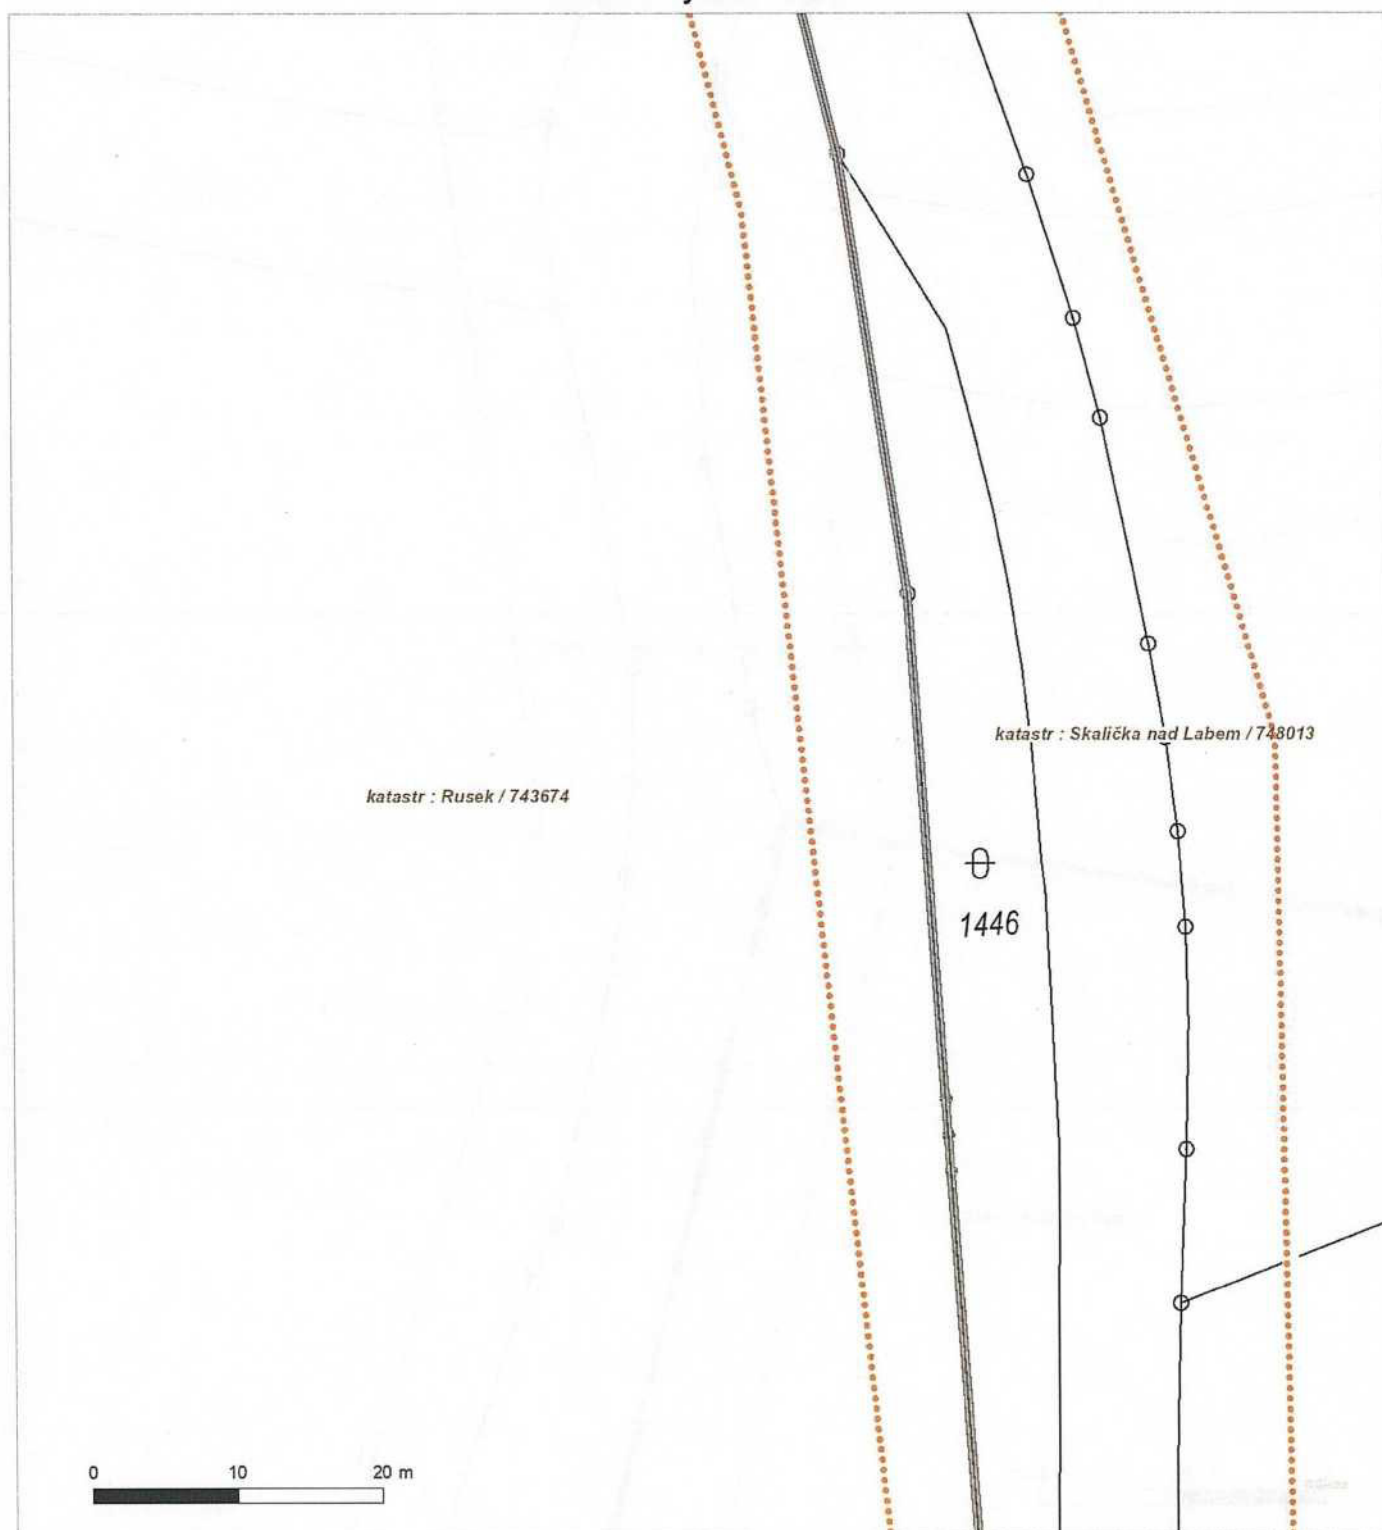 katastr : Skalička nad Labem / 748013
katastr : Rusek / 743674
1446
0 10 20 m